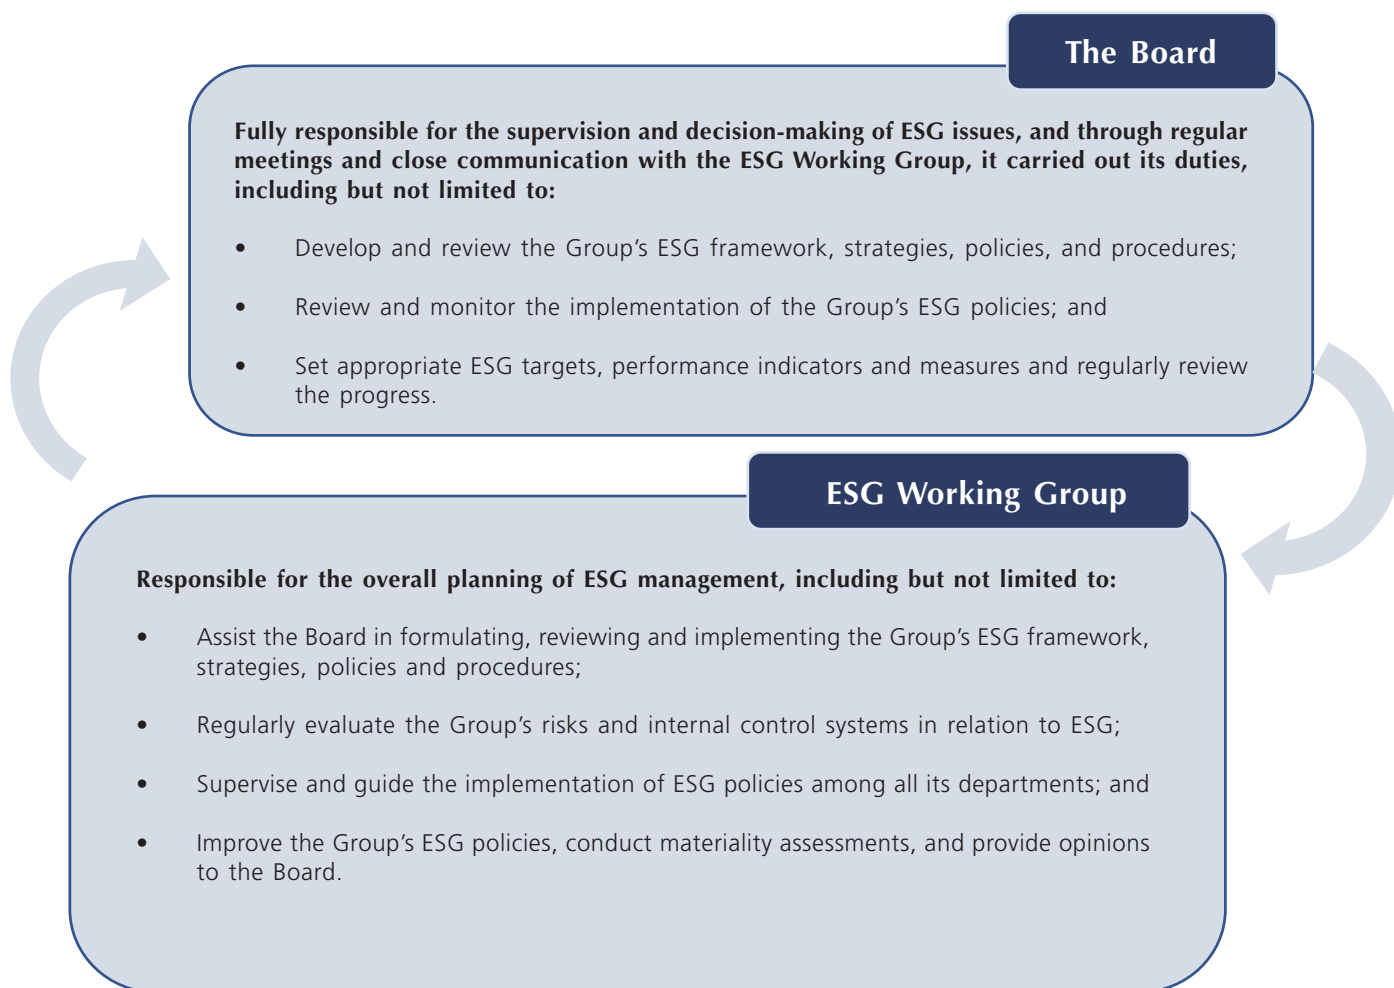 The Board
Fully responsible for the supervision and decision-making of ESG issues, and through regular
meetings and close communication with the ESG Working Group, it carried out its duties,
including but not limited to:
• Develop and review the Group’s ESG framework, strategies, policies, and procedures;
• Review and monitor the implementation of the Group’s ESG policies; and
• Set appropriate ESG targets, performance indicators and measures and regularly review
the progress.
ESG Working Group
Responsible for the overall planning of ESG management, including but not limited to:
• Assist the Board in formulating, reviewing and implementing the Group’s ESG framework,
strategies, policies and procedures;
• Regularly evaluate the Group’s risks and internal control systems in relation to ESG;
• Supervise and guide the implementation of ESG policies among all its departments; and
• Improve the Group’s ESG policies, conduct materiality assessments, and provide opinions
to the Board.